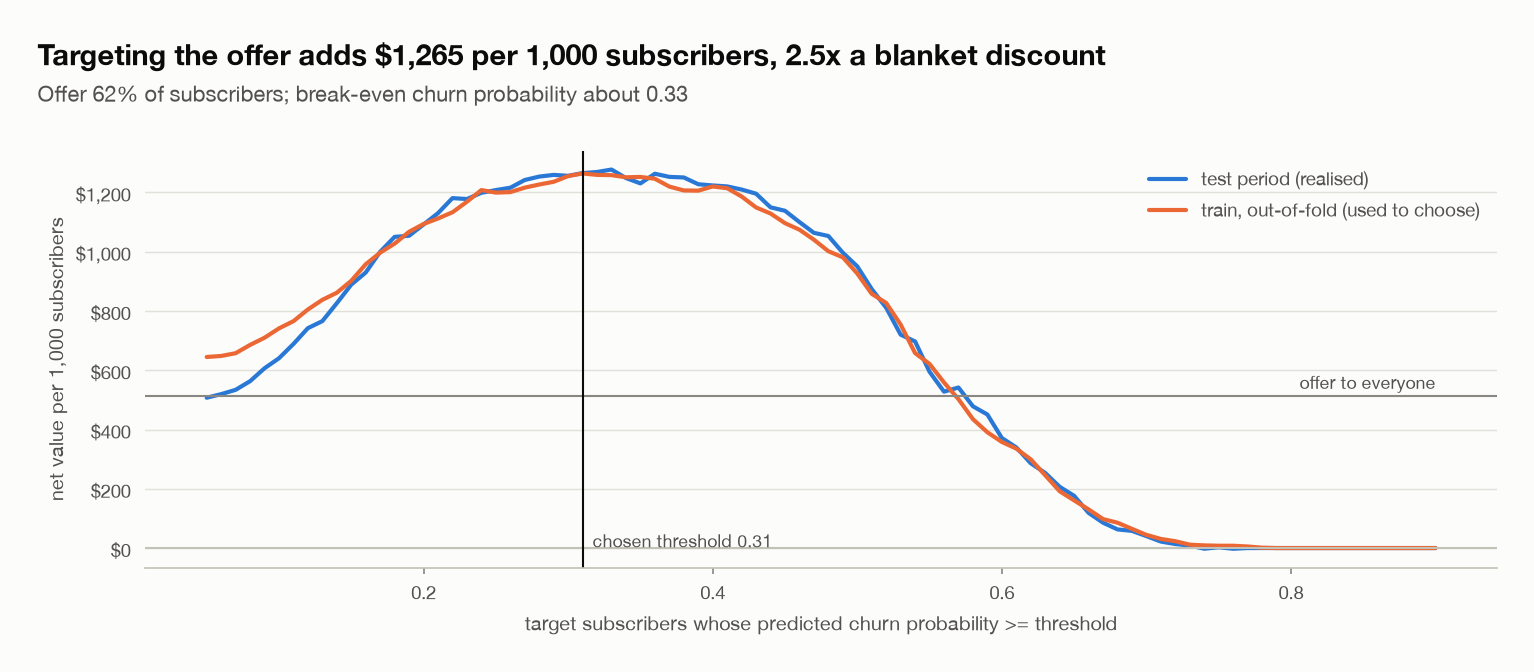 Targeting the offer adds $1,265 per 1,000 subscribers, 2.5x a blanket discount
Offer 62% of subscribers; break-even churn probability about 0.33
test period (realised)
train, out-of-fold (used to choose)
net value per 1,000 subscribers
$1,200
$1,000
$800
$600
$400
$200
$0
offer to everyone
chosen threshold 0.31
0.2
0.4
0.6
0.8
target subscribers whose predicted churn probability >= threshold